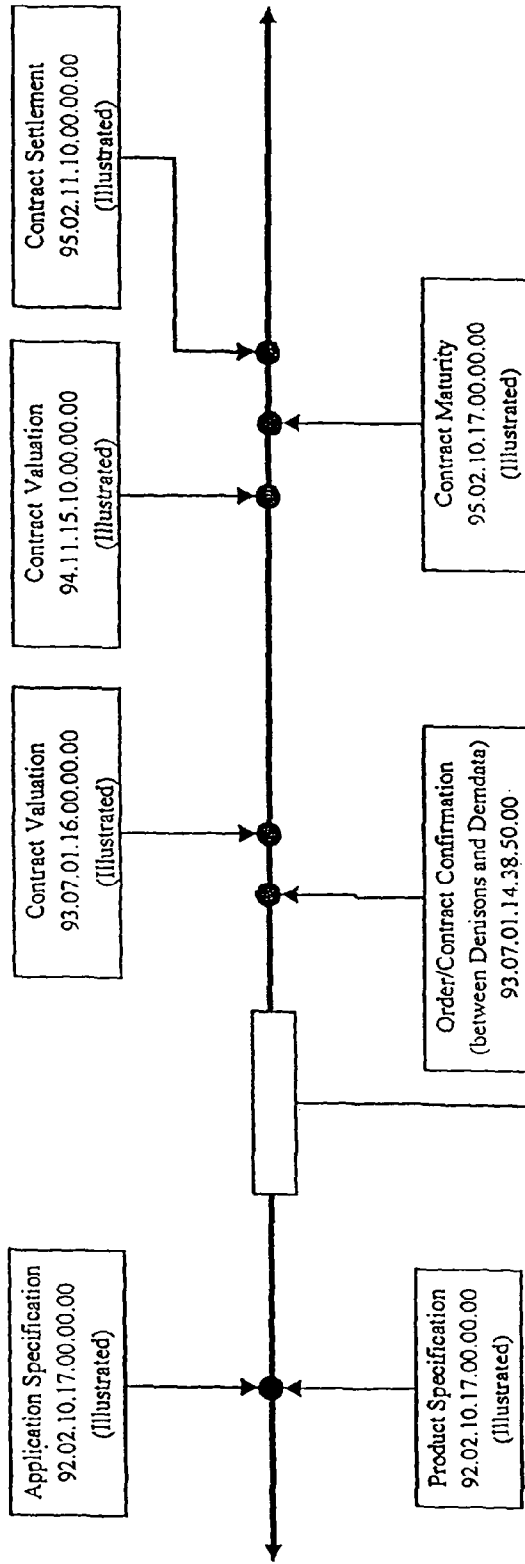 Application Specification
92.02.10.17.00.00.00
(Illustrated)
Contract Valuation
93.07.01.16.00.00.00
(Illustrated)
Contract Valuation
94.11.15.10.00.00.00
(Illustrated)
Contract Settlement
95.02.11.10.00.00.00
(Illustrated)
Product Specification
92.02.10.17.00.00.00
(Illustrated)
Order/Contract Confirmation
(between Denisons and Demdata)
93.07.01.14.38.50.00
Contract Maturity
95.02.10.17.00.00.00
(Illustrated)